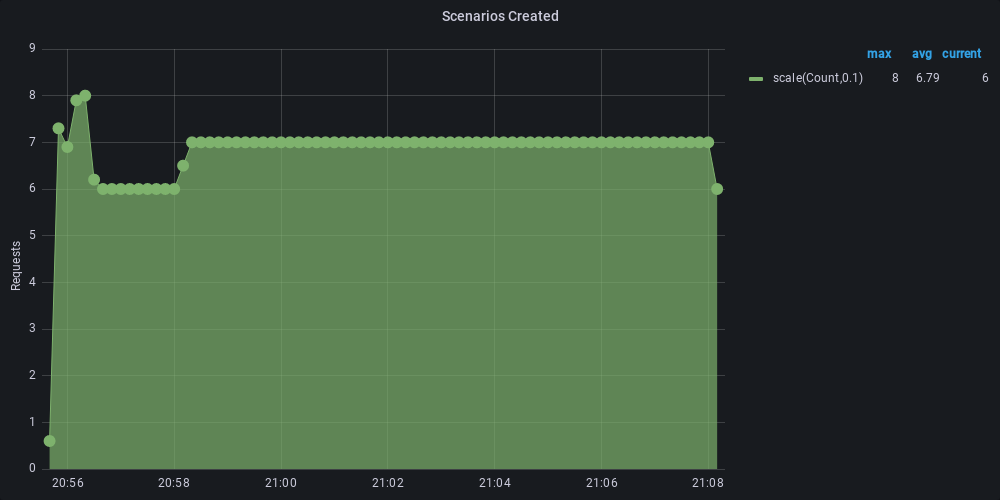 Scenarios Created
max avg current
scale(Count,0.1) 8 6.79 6
Requests
9
8
7
6
5
4
3
2
1
0
20:56 20:58 21:00 21:02 21:04 21:06 21:08